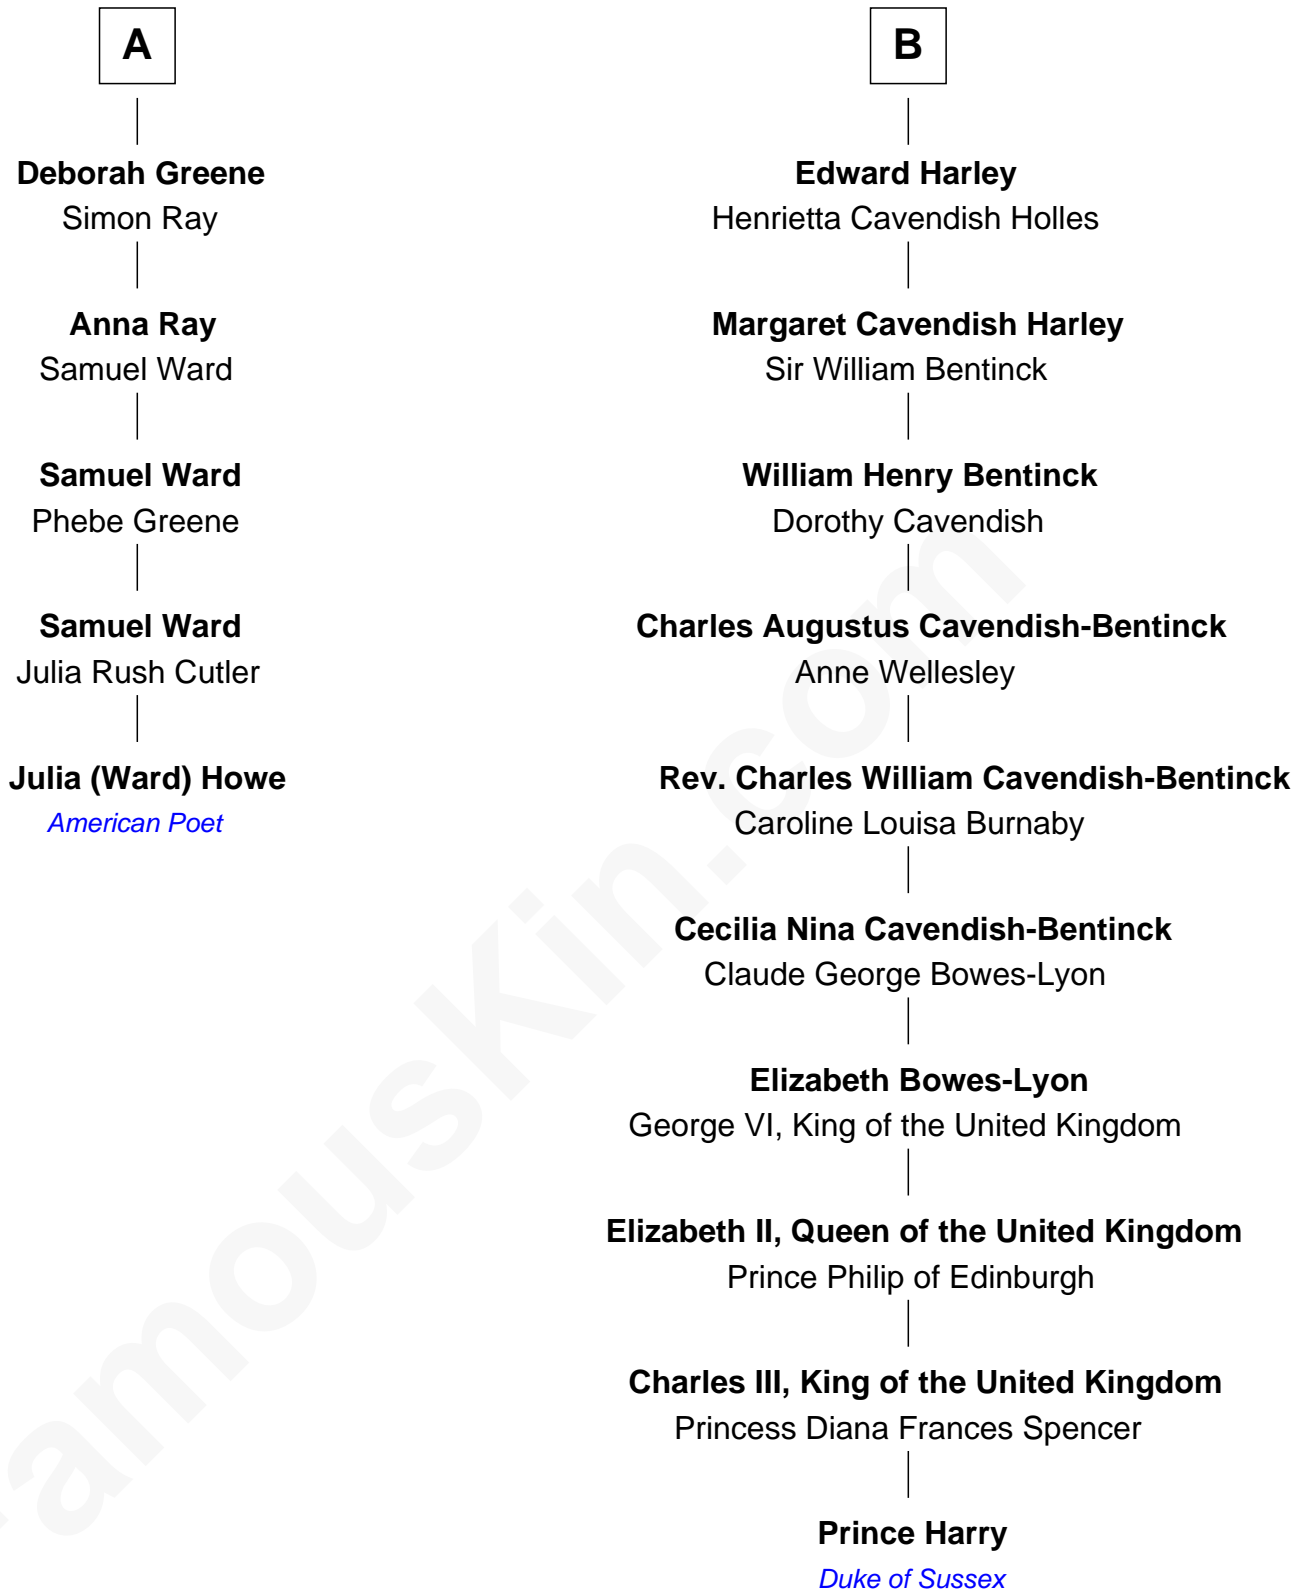 A
Deborah Greene
Simon Ray
Anna Ray
Samuel Ward
Samuel Ward
Phebe Greene
Samuel Ward
Julia Rush Cutler
Julia (Ward) Howe
American Poet
B
Edward Harley
Henrietta Cavendish Holles
Margaret Cavendish Harley
Sir William Bentinck
William Henry Bentinck
Dorothy Cavendish
Charles Augustus Cavendish-Bentinck
Anne Wellesley
Rev. Charles William Cavendish-Bentinck
Caroline Louisa Burnaby
Cecilia Nina Cavendish-Bentinck
Claude George Bowes-Lyon
Elizabeth Bowes-Lyon
George VI, King of the United Kingdom
Elizabeth II, Queen of the United Kingdom
Prince Philip of Edinburgh
Charles III, King of the United Kingdom
Princess Diana Frances Spencer
Prince Harry
Duke of Sussex
FamousKin.com